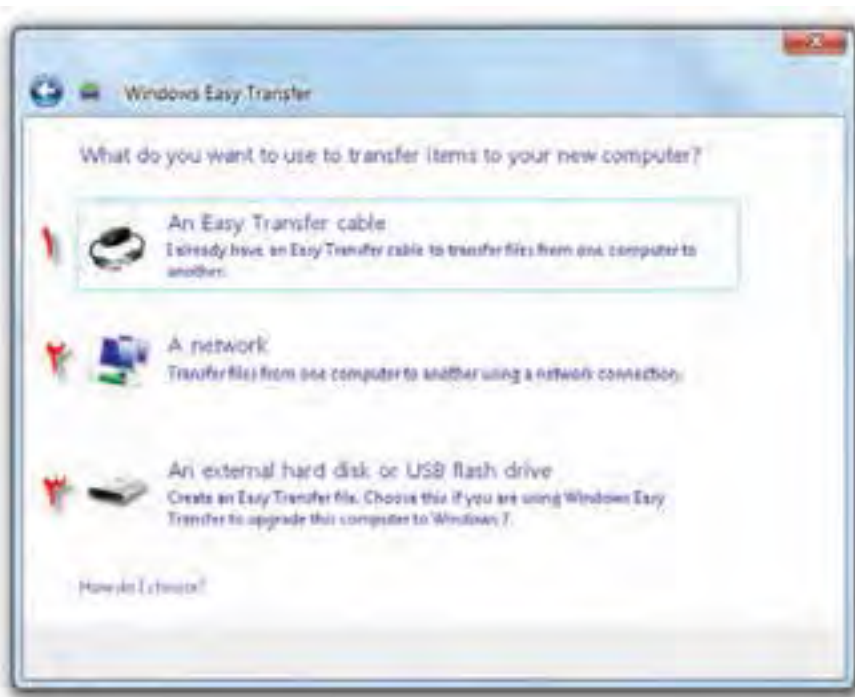 Windows Easy Transfer
What do you want to use to transfer items to your new computer?
۱
An Easy Transfer cable
I already have an Easy Transfer cable to transfer files from one computer to
another.
۲
A network
Transfer files from one computer to another using a network connection.
۳
An external hard disk or USB flash drive
Create an Easy Transfer file. Choose this if you are using Windows Easy
Transfer to upgrade this computer to Windows 7.
How do I choose?